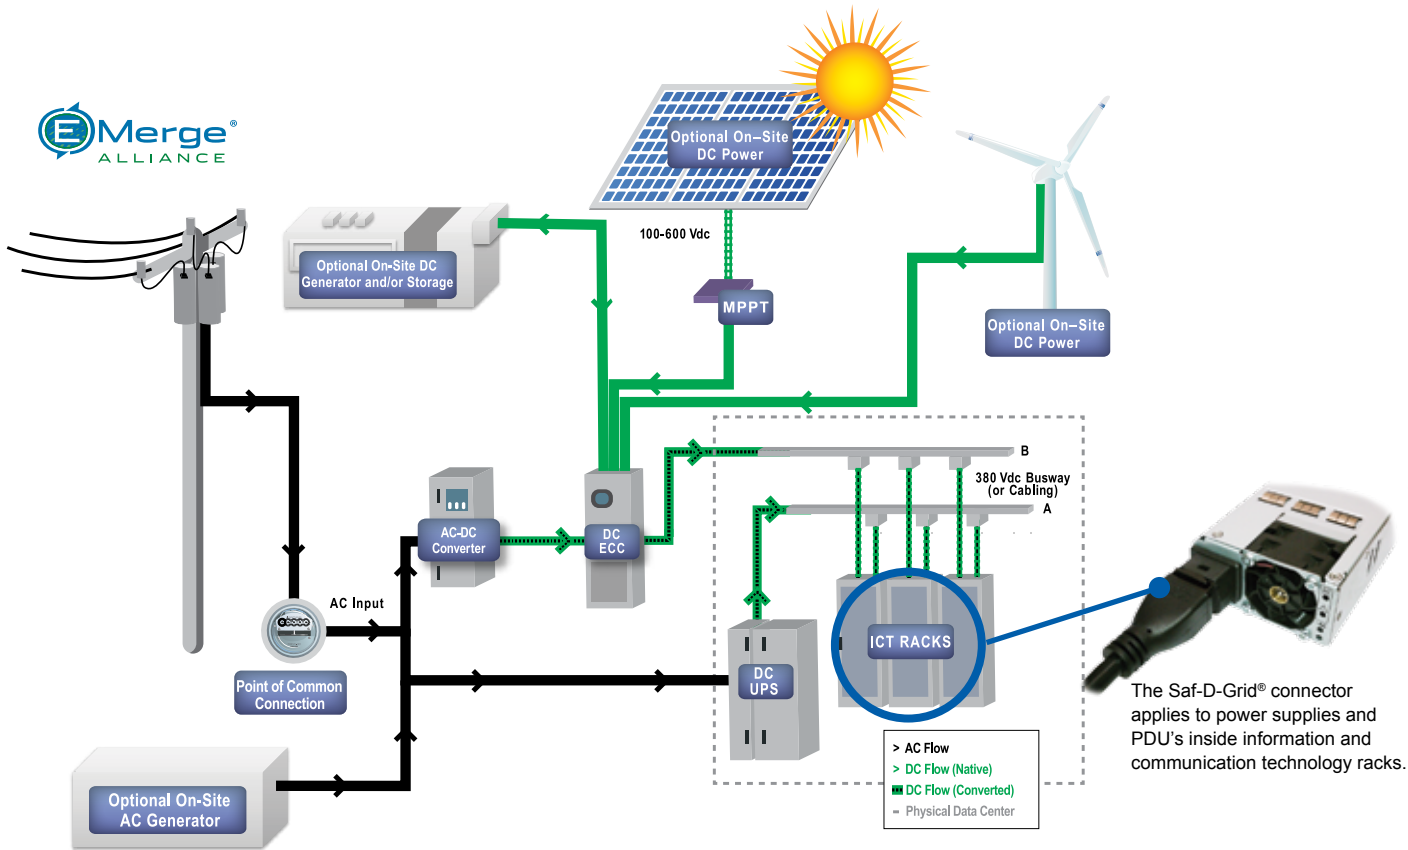 EMerge®
ALLIANCE
Optional On–Site
DC Power
100-600 Vdc
Optional On-Site DC
Generator and/or Storage
MPPT
Optional On–Site
DC Power
B
380 Vdc Busway
(or Cabling)
A
AC-DC
Converter
DC
ECC
AC Input
ICT RACKS
DC
UPS
Point of Common
Connection
The Saf-D-Grid® connector
applies to power supplies and
PDU's inside information and
communication technology racks.
> AC Flow
> DC Flow (Native)
DC Flow (Converted)
Physical Data Center
Optional On-Site
AC Generator